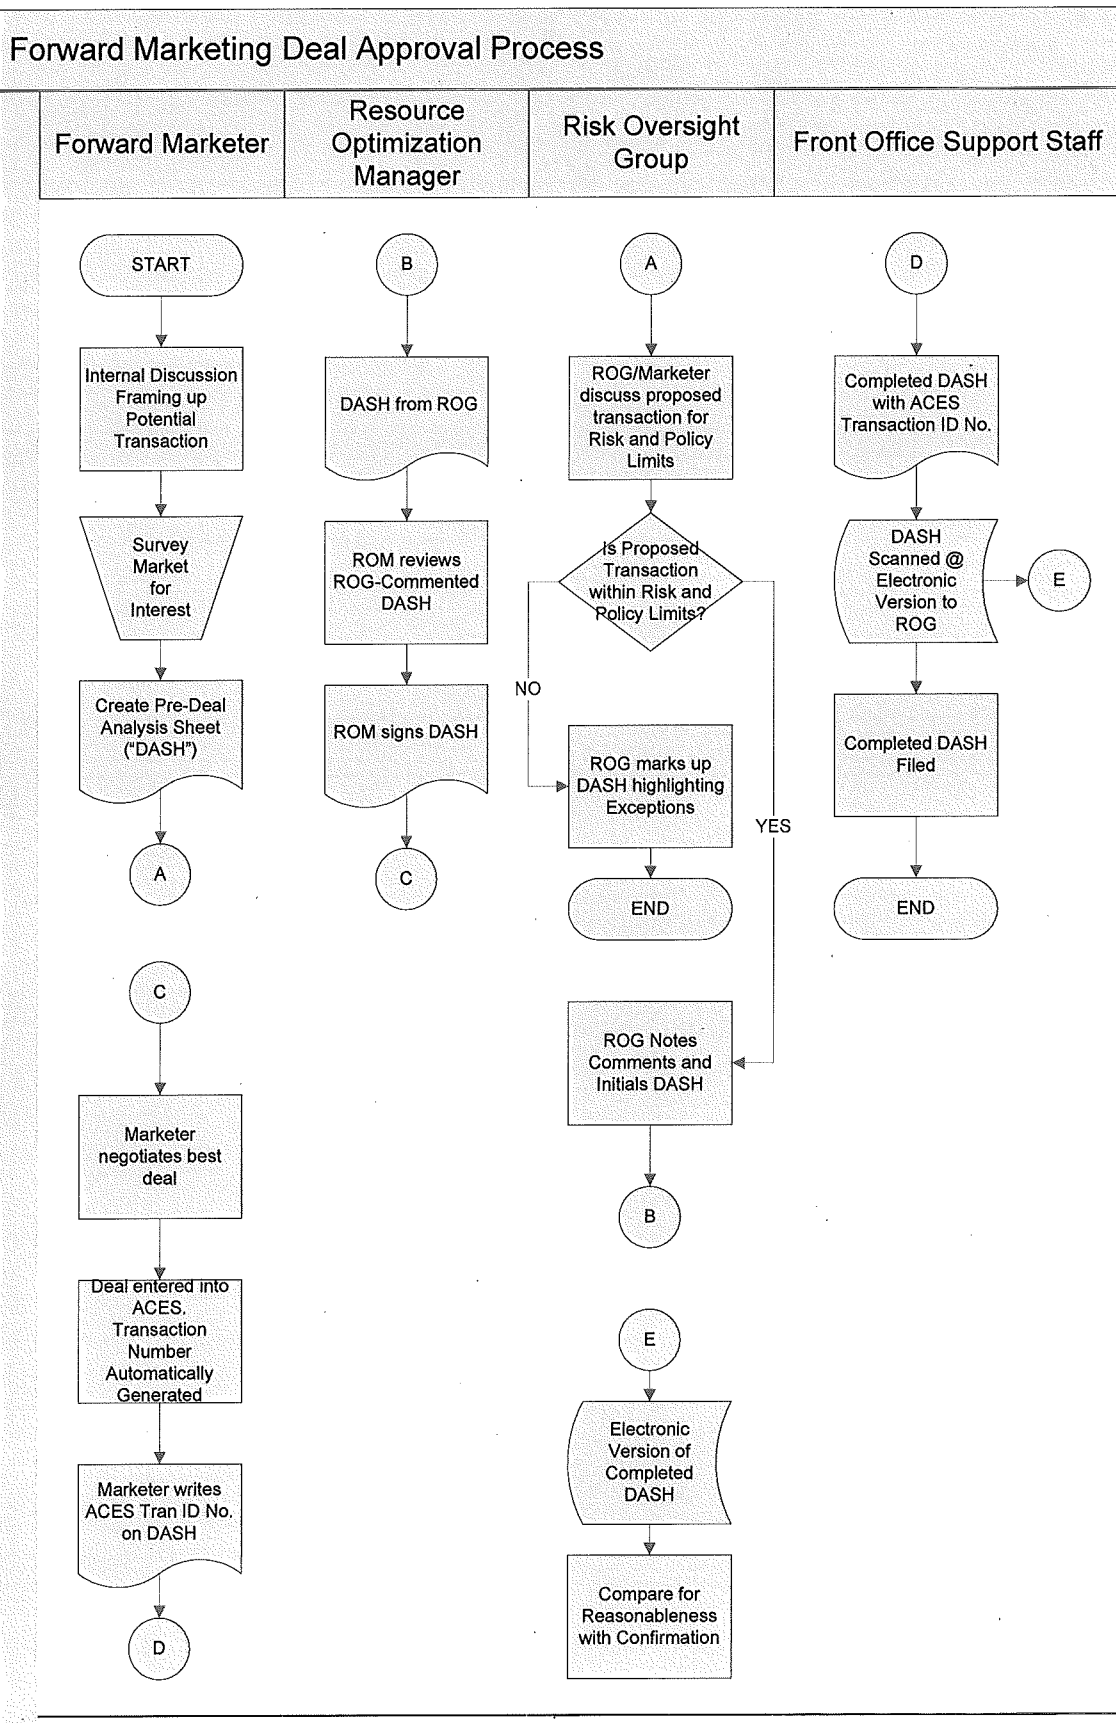 Forward Marketing Deal Approval Process
Forward Marketer
Resource
Optimization
Manager
Risk Oversight
Group
Front Office Support Staff
START
Internal Discussion
Framing up
Potential
Transaction
Survey
Market
for
Interest
Create Pre-Deal
Analysis Sheet
("DASH")
A
C
Marketer
negotiates best
deal
Deal entered into
ACES,
Transaction
Number
Automatically
Generated
Marketer writes
ACES Tran ID No.
on DASH
D
B
DASH from ROG
ROM reviews
ROG-Commented
DASH
ROM signs DASH
C
A
ROG/Marketer
discuss proposed
transaction for
Risk and Policy
Limits
Is Proposed
Transaction
within Risk and
Policy Limits?
NO
YES
ROG marks up
DASH highlighting
Exceptions
END
ROG Notes
Comments and
Initials DASH
B
E
Electronic
Version of
Completed
DASH
Compare for
Reasonableness
with Confirmation
D
Completed DASH
with ACES
Transaction ID No.
DASH
Scanned @
Electronic
Version to
ROG
E
Completed DASH
Filed
END